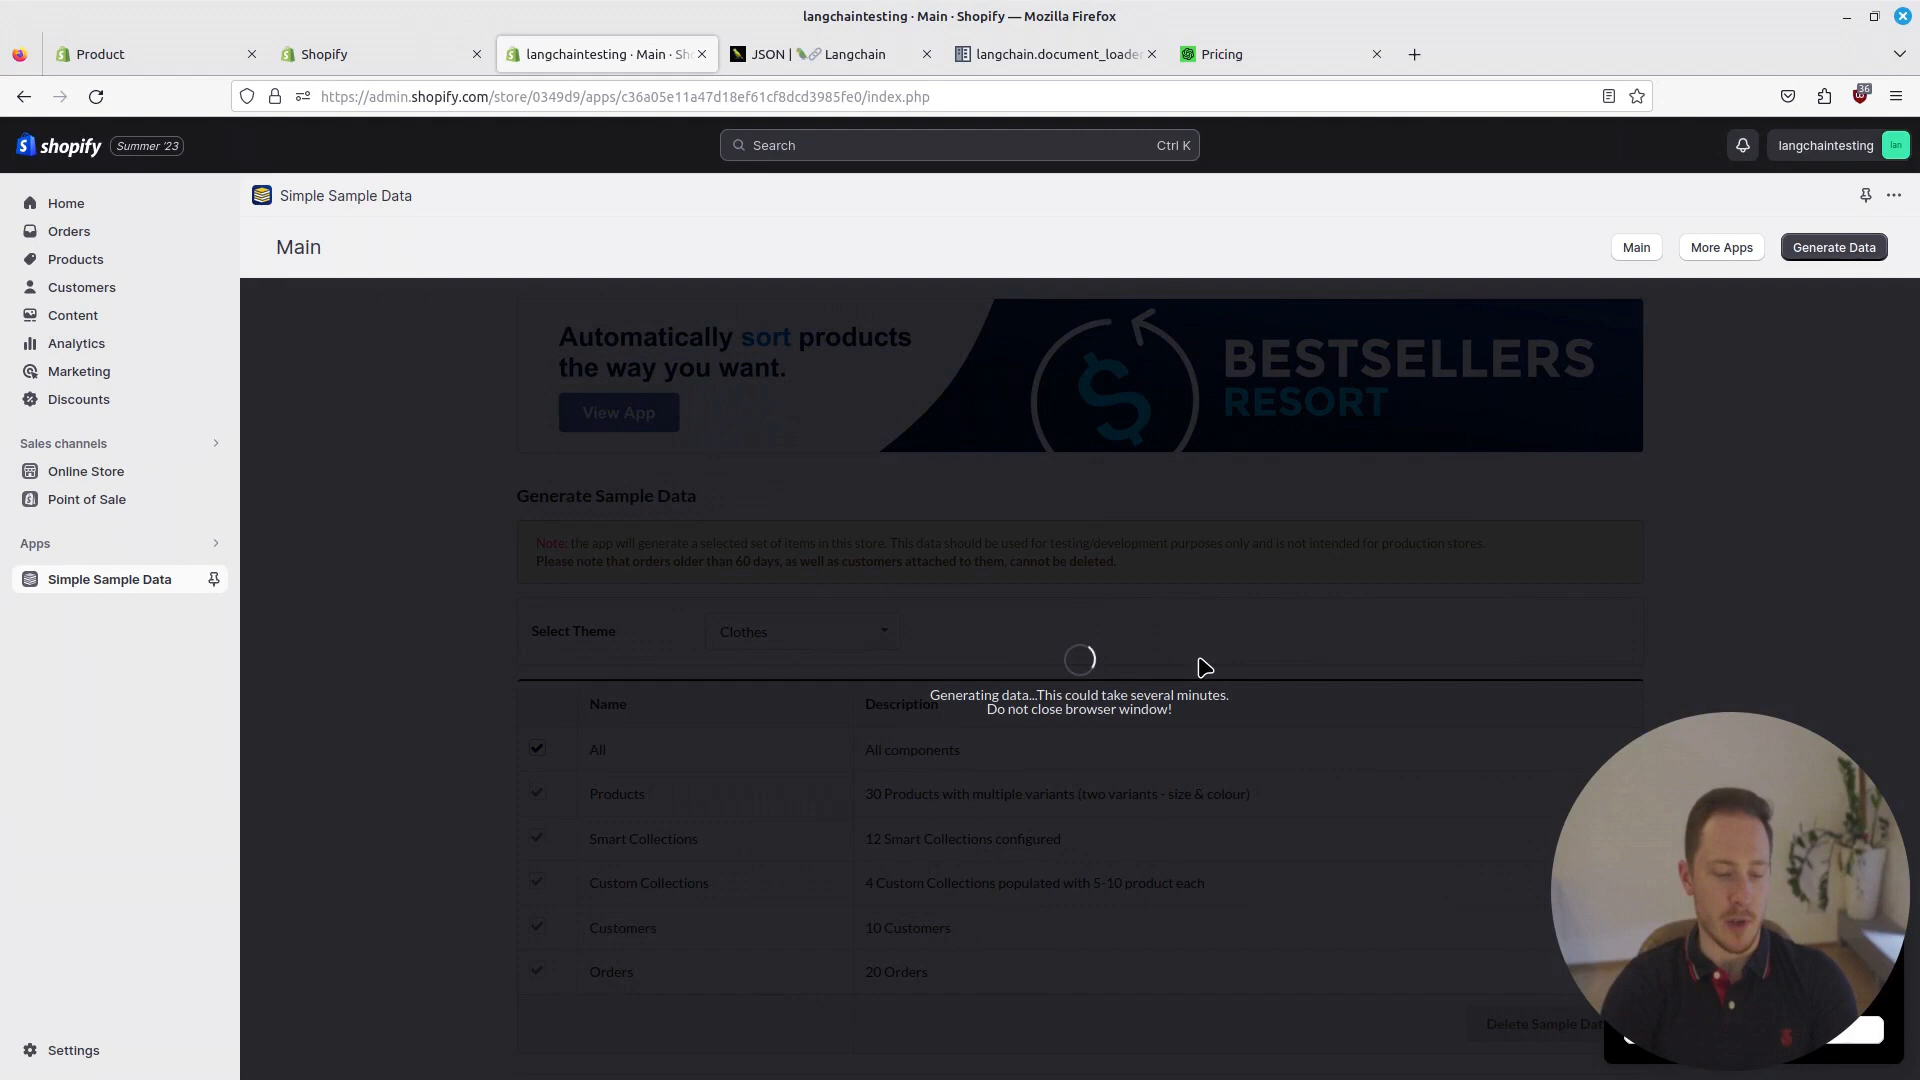 langchaintesting · Main · Shopify — Mozilla Firefox
Product
Shopify
langchaintesting · Main · Sh
JSON | 🦜🔗 Langchain
langchain.document_loader
Pricing
https://admin.shopify.com/store/0349d9/apps/c36a05e11a47d18ef61cf8dcd3985fe0/index.php
36
shopify
Summer '23
Search
Ctrl K
langchaintesting
lan
Home
Orders
Products
Customers
Content
Analytics
Marketing
Discounts
Sales channels
Online Store
Point of Sale
Apps
Simple Sample Data
Settings
Simple Sample Data
Main
Main
More Apps
Generate Data
Automatically sort products
the way you want.
View App
BESTSELLERS
RESORT
Generate Sample Data
Note: the app will generate a selected set of items in this store. This data should be used for testing/development purposes only and is not intended for production stores.
Please note that orders older than 60 days, as well as customers attached to them, cannot be deleted.
Select Theme
Clothes
Generating data...This could take several minutes.
Do not close browser window!
Name
Description
All
All components
Products
30 Products with multiple variants (two variants - size & colour)
Smart Collections
12 Smart Collections configured
Custom Collections
4 Custom Collections populated with 5-10 product each
Customers
10 Customers
Orders
20 Orders
Delete Sample Dat